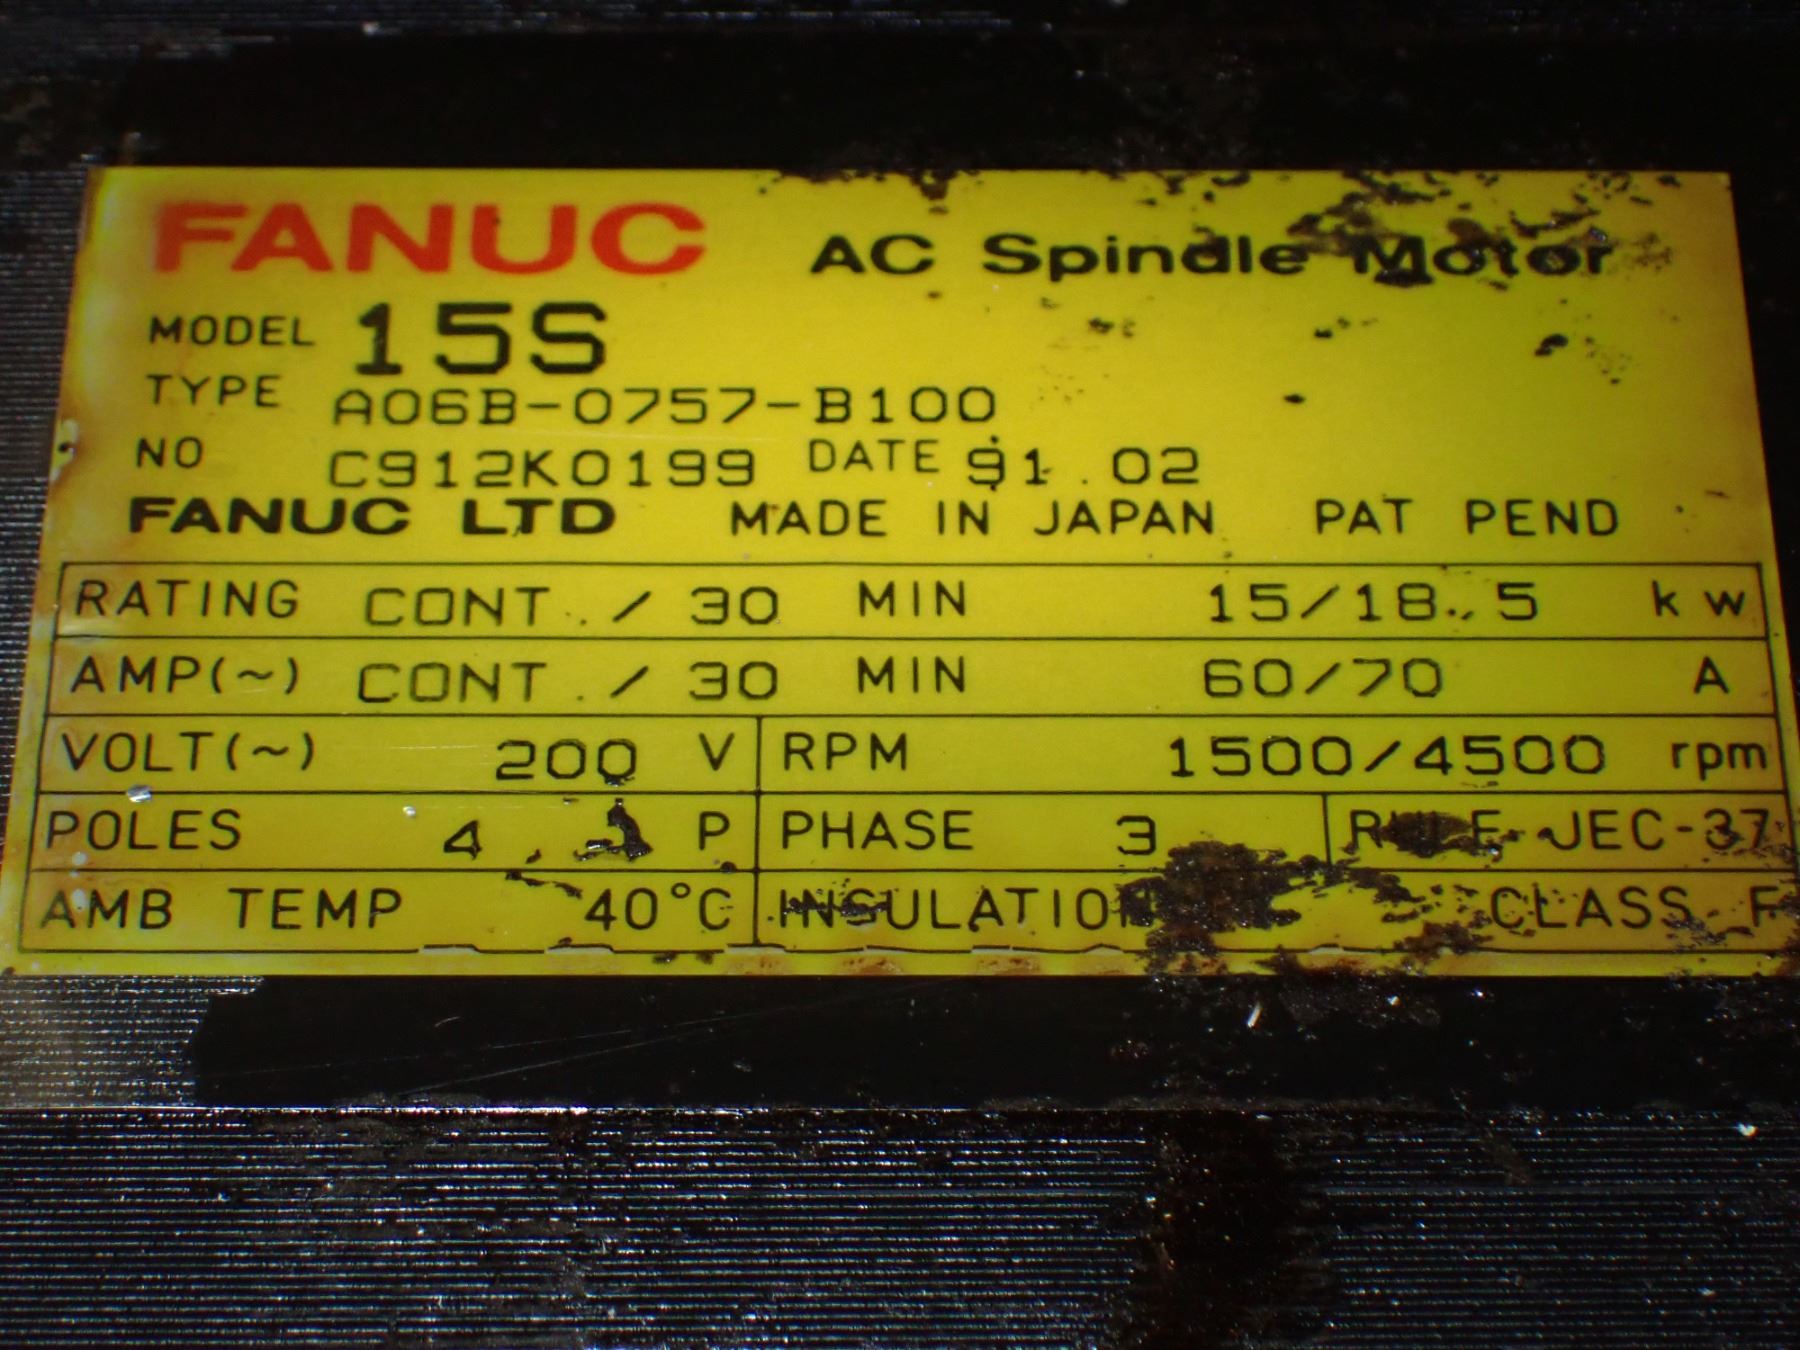 FANUC AC Spindle Motor
MODEL 15S
TYPE A06B-0757-B100
NO C912K0199 DATE 91.02
FANUC LTD MADE IN JAPAN PAT PEND
RATING CONT./30 MIN 15/18.5 kw
AMP(~) CONT./30 MIN 60/70 A
VOLT(~) 200 V RPM 1500/4500 rpm
POLES 4 P PHASE 3 RULE JEC-37
AMB TEMP 40°C INSULATION CLASS F